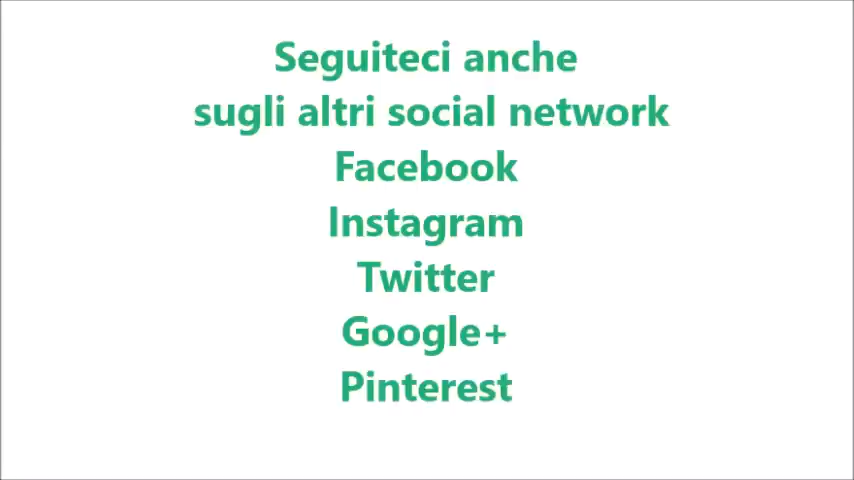 Seguiteci anche
sugli altri social network
Facebook
Instagram
Twitter
Google+
Pinterest